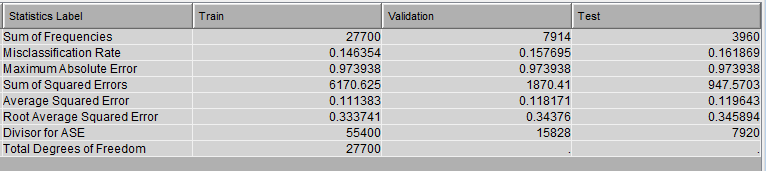 Statistics Label Train Validation Test
Sum of Frequencies 27700 7914 3960
Misclassification Rate 0.146354 0.157695 0.161869
Maximum Absolute Error 0.973938 0.973938 0.973938
Sum of Squared Errors 6170.625 1870.41 947.5703
Average Squared Error 0.111383 0.118171 0.119643
Root Average Squared Error 0.333741 0.34376 0.345894
Divisor for ASE 55400 15828 7920
Total Degrees of Freedom 27700 . .